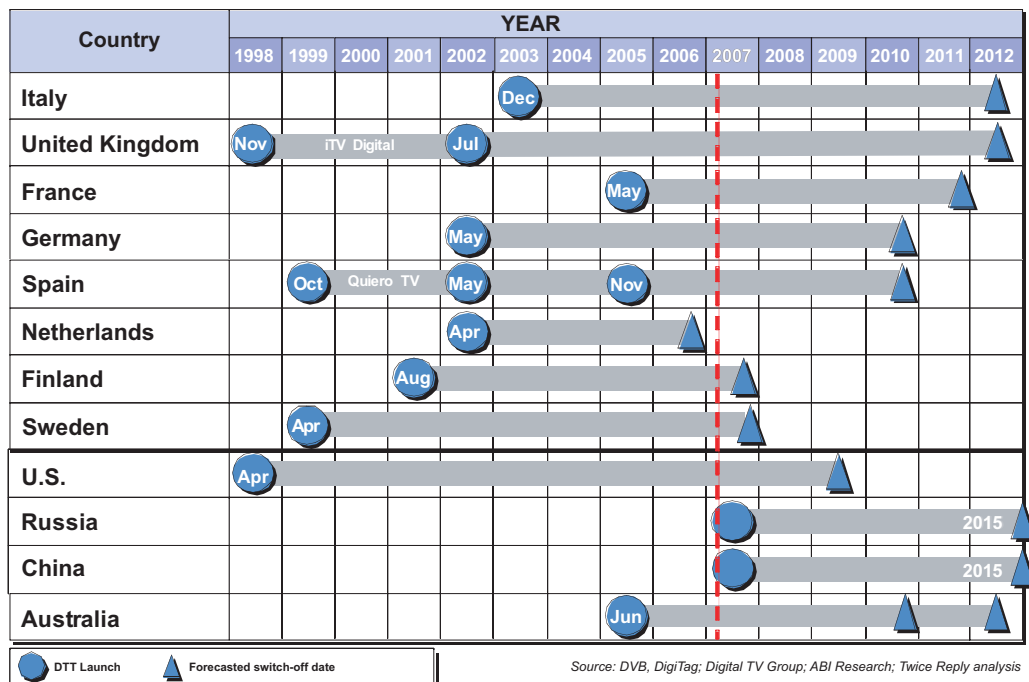 Country
YEAR
1998 1999 2000 2001 2002 2003 2004 2005 2006 2007 2008 2009 2010 2011 2012
Italy Dec
United Kingdom Nov iTV Digital Jul
France May
Germany May
Spain Oct Quiero TV May Nov
Netherlands Apr
Finland Aug
Sweden Apr
U.S. Apr
Russia 2015
China 2015
Australia Jun
DTT Launch Forecasted switch-off date
Source: DVB, DigiTag; Digital TV Group; ABI Research; Twice Reply analysis